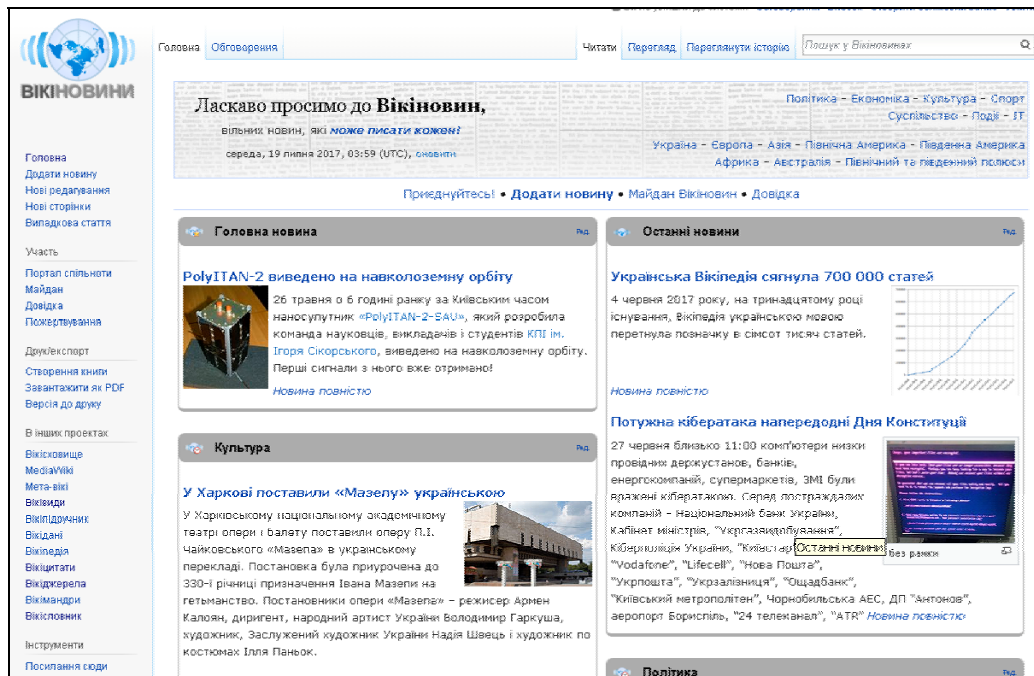 ВІКІНОВИНИ
Головна
Обговорення
Читати
Перегляд
Переглянути історію
Пошук у Вікіновинах
Ласкаво просимо до Вікіновин,
вільних новин, які може писати кожен!
середа, 19 липня 2017, 03:59 (UTC), оновити
Політика – Економіка – Культура – Спорт
Суспільство – Події – IT
Україна – Європа – Азія – Північна Америка – Південна Америка
Африка – Австралія – Північний та південний полюси
Приєднуйтесь! • Додати новину • Майдан Вікіновин • Довідка
Головна
Додати новину
Нові редагування
Нові сторінки
Випадкова стаття
Участь
Портал спільноти
Майдан
Довідка
Пожертвування
Друк/експорт
Створення книги
Завантажити як PDF
Версія до друку
В інших проектах
Вікісховище
MediaWiki
Мета-вікі
Віківиди
Вікіпідручник
Вікідані
Вікіпедія
Вікіцитати
Вікіджерела
Вікімандри
Вікісловник
Інструменти
Посилання сюди
Головна новина
Ред.
PolyITAN-2 виведено на навколоземну орбіту
26 травня о 6 годині ранку за Київським часом
наносупутник «PolyITAN-2-SAU», який розробила
команда науковців, викладачів і студентів КПІ ім.
Ігоря Сікорського, виведено на навколоземну орбіту.
Перші сигнали з нього вже отримано!
Новина повністю
Культура
Ред.
У Харкові поставили «Мазепу» українською
У Харківському національному академічному
театрі опери і балету поставили оперу П.І.
Чайковського «Мазепа» в українському
перекладі. Постановка була приурочена до
330-ї річниці призначення Івана Мазепи на
гетьманство. Постановники опери «Мазепа» – режисер Армен
Калоян, диригент, народний артист України Володимир Гаркуша,
художник, Заслужений художник України Надія Швець і художник по
костюмах Ілля Паньок.
Останні новини
Ред.
Українська Вікіпедія сягнула 700 000 статей
4 червня 2017 року, на тринадцятому році
існування, Вікіпедія українською мовою
перетнула позначку в сімсот тисяч статей.
Новина повністю
Потужна кібератака напередодні Дня Конституції
27 червня близько 11:00 комп'ютери низки
провідних держустанов, банків,
енергокомпаній, супермаркетів, ЗМІ були
вражені кібератакою. Серед постраждалих
компаній – Національний банк України,
Кабінет міністрів, "Укргазвидобування",
Кіберполіція України, "Київстар
Останні новини
без рамки
"Vodafone", "Lifecell", "Нова Пошта",
"Укрпошта", "Укрзалізниця", "Ощадбанк",
"Київський метрополітен", Чорнобильська АЕС, ДП "Антонов",
аеропорт Бориспіль, "24 телеканал", "ATR" Новина повністю
Політика
Ред.